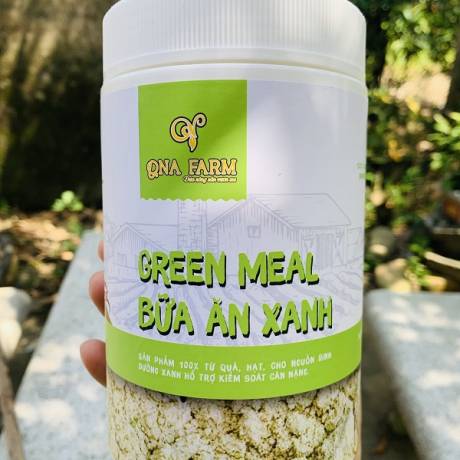 QNA FARM
GREEN MEAL
BỮA ĂN XANH
SẢN PHẨM 100% TỪ QUẢ, HẠT, CHO NGUỒN DINH
DƯỠNG XANH HỖ TRỢ KIỂM SOÁT CÂN NẶNG.